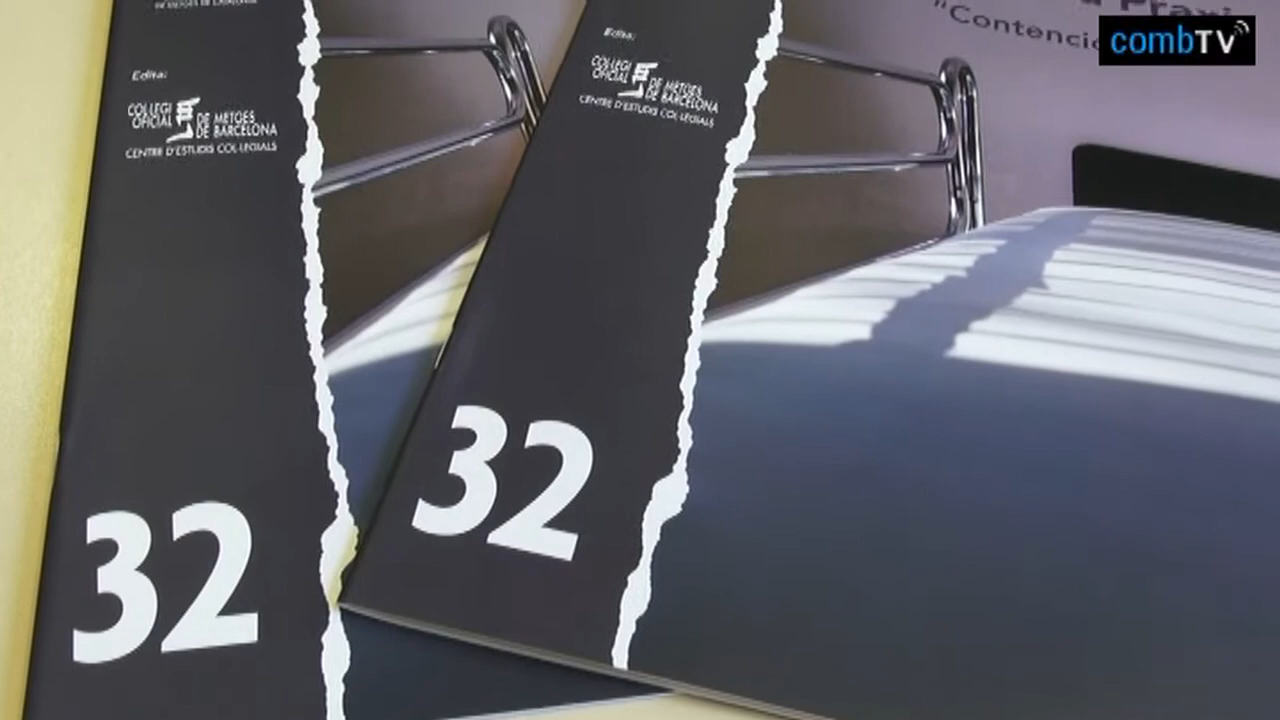 combTV
Praxi
"Contenció
Edita:
COL·LEGI
OFICIAL
DE METGES
DE BARCELONA
CENTRE D'ESTUDIS COL·LEGIALS
32
Edita:
COL·LEGI
OFICIAL
DE METGES
DE BARCELONA
CENTRE D'ESTUDIS COL·LEGIALS
32